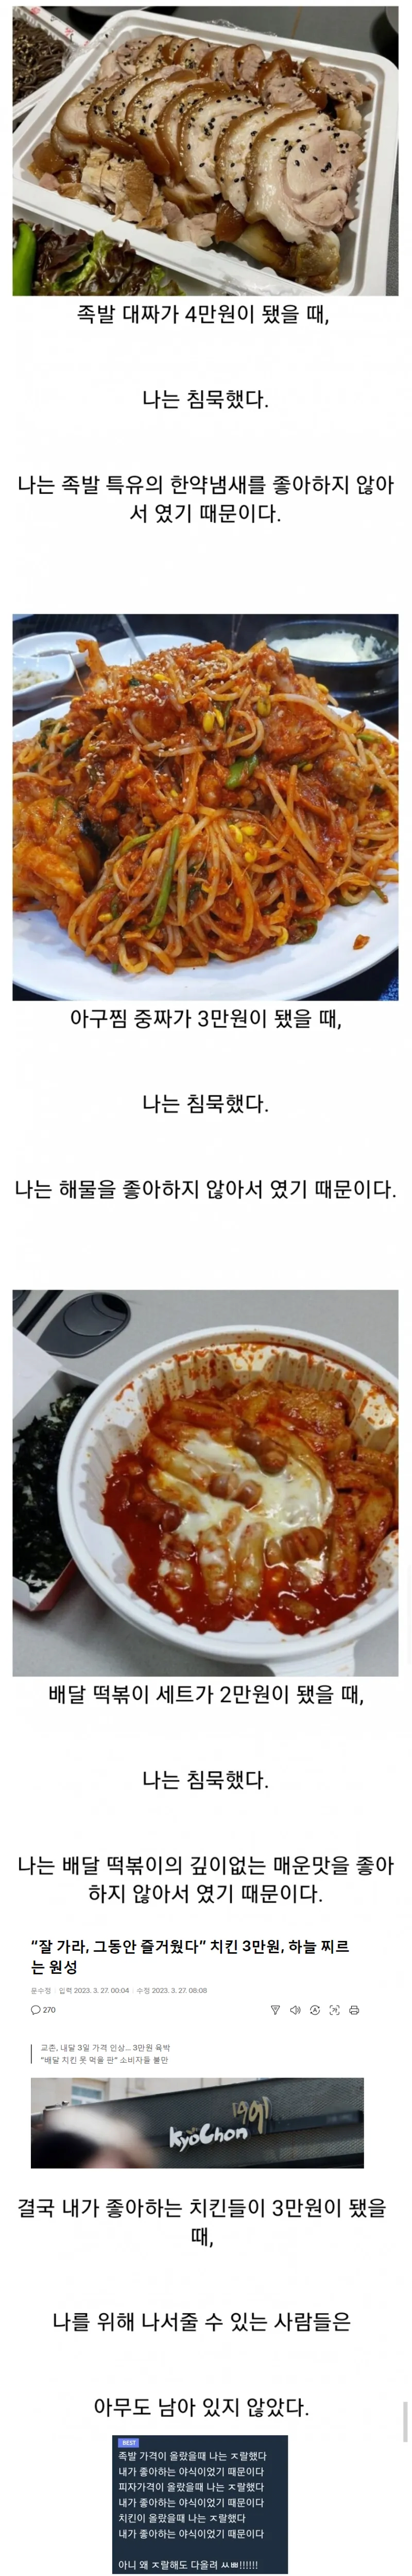 족발 대짜가 4만원이 됐을 때,
나는 침묵했다.
나는 족발 특유의 한약냄새를 좋아하지 않아
서 였기 때문이다.
아구찜 중짜가 3만원이 됐을 때,
나는 침묵했다.
나는 해물을 좋아하지 않아서 였기 때문이다.
배달 떡볶이 세트가 2만원이 됐을 때,
나는 침묵했다.
나는 배달 떡볶이의 깊이없는 매운맛을 좋아
하지 않아서 였기 때문이다.
“잘 가라, 그동안 즐거웠다” 치킨 3만원, 하늘 찌르
는 원성
문수정 입력 2023. 3. 27. 00:04 수정 2023. 3. 27. 08:08
270
교촌, 내달 3일 가격 인상… 3만원 육박
“배달 치킨 못 먹을 판” 소비자들 불만
kyoChon 1991
결국 내가 좋아하는 치킨들이 3만원이 됐을
때,
나를 위해 나서줄 수 있는 사람들은
아무도 남아 있지 않았다.
BEST
족발 가격이 올랐을때 나는 ㅈ랄했다
내가 좋아하는 야식이었기 때문이다
피자가격이 올랐을때 나는 ㅈ랄했다
내가 좋아하는 야식이었기 때문이다
치킨이 올랐을때 나는 ㅈ랄했다
내가 좋아하는 야식이었기 때문이다
아니 왜 ㅈ랄해도 다올려 ㅆㅃ!!!!!!